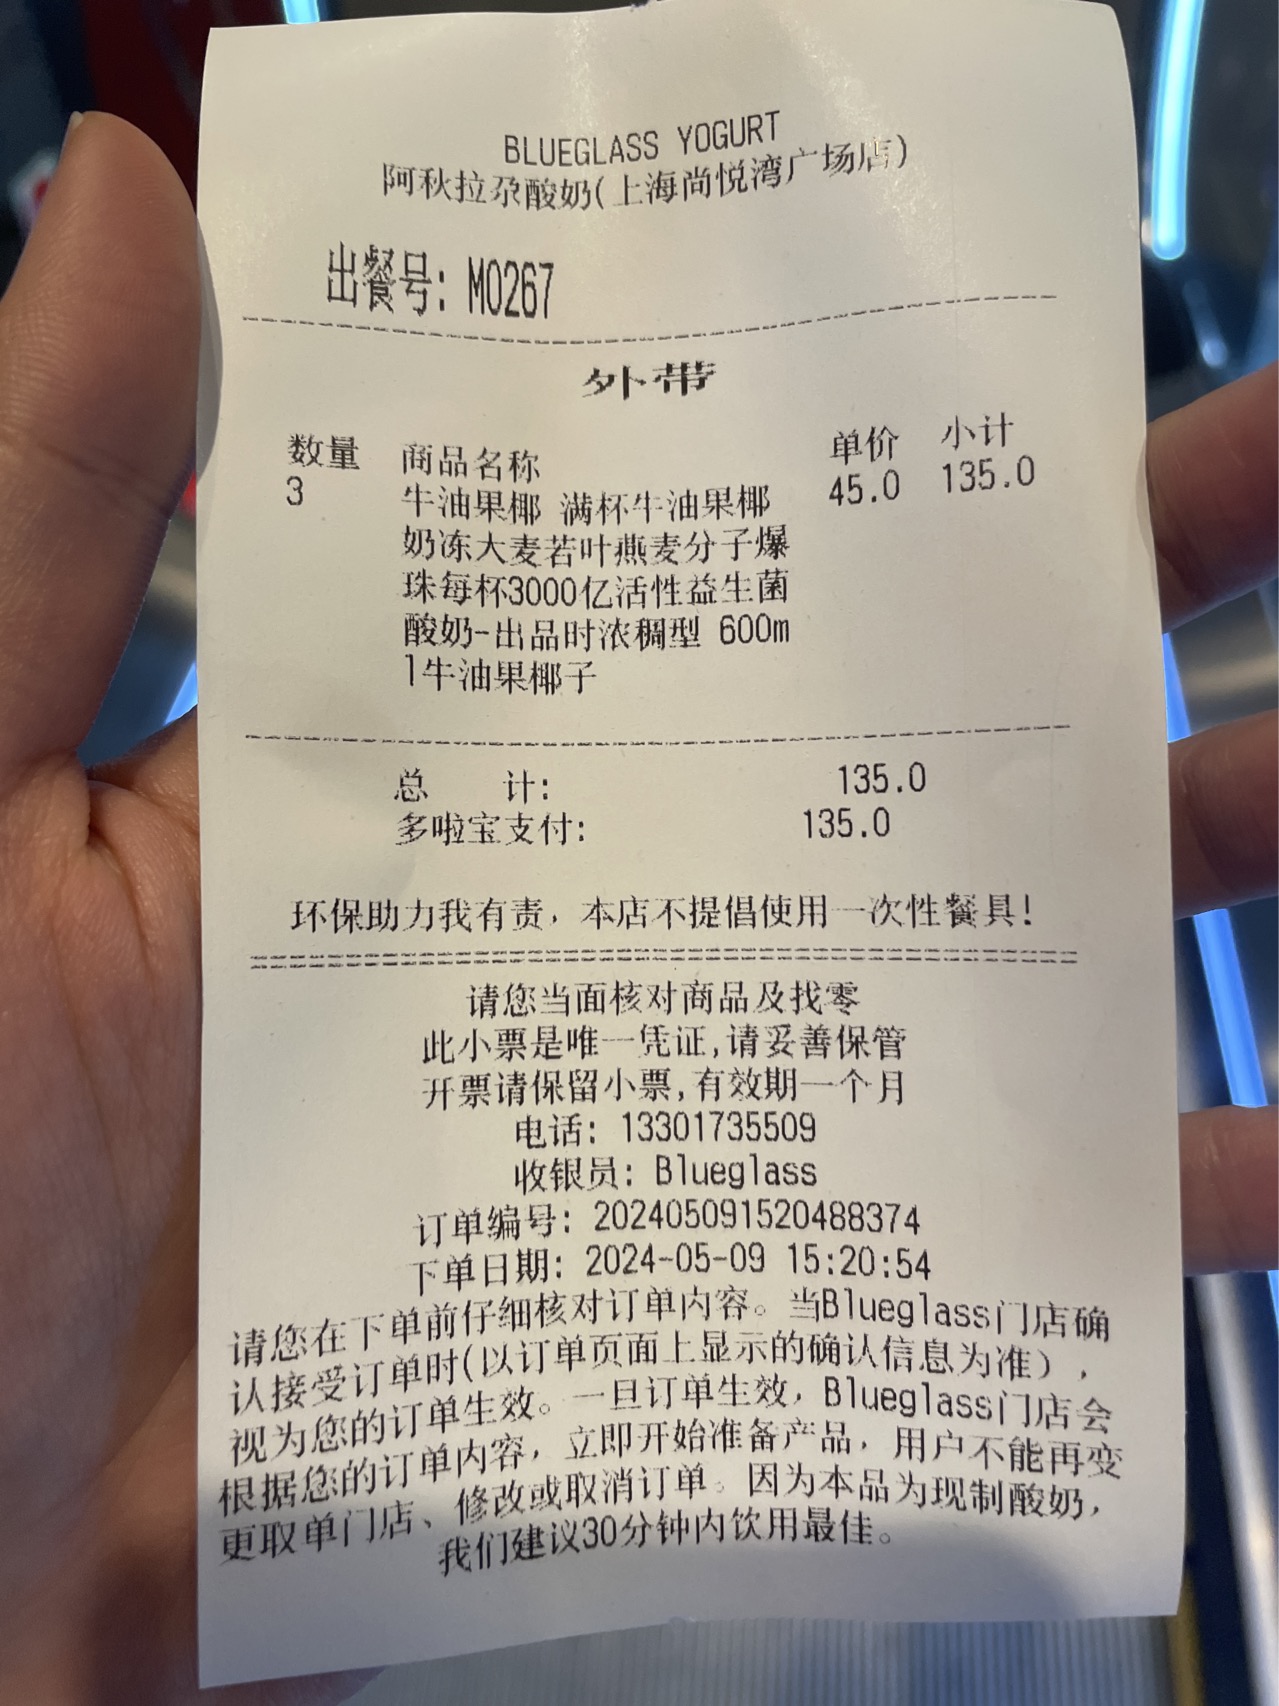 BLUEGLASS YOGURT
阿秋拉尕酸奶(上海尚悦湾广场店)
出餐号: M0267
外带
数量 商品名称 单价 小计
3 牛油果椰 满杯牛油果椰 45.0 135.0
奶冻大麦若叶燕麦分子爆
珠每杯3000亿活性益生菌
酸奶-出品时浓稠型 600m
l牛油果椰子
总 计: 135.0
多啦宝支付: 135.0
环保助力我有责，本店不提倡使用一次性餐具!
请您当面核对商品及找零
此小票是唯一凭证,请妥善保管
开票请保留小票,有效期一个月
电话: 13301735509
收银员: Blueglass
订单编号: 202405091520488374
下单日期: 2024-05-09 15:20:54
请您在下单前仔细核对订单内容。当Blueglass门店确
认接受订单时(以订单页面上显示的确认信息为准)，
视为您的订单生效。一旦订单生效，Blueglass门店会
根据您的订单内容，立即开始准备产品，用户不能再变
更取单门店、修改或取消订单。因为本品为现制酸奶，
我们建议30分钟内饮用最佳。